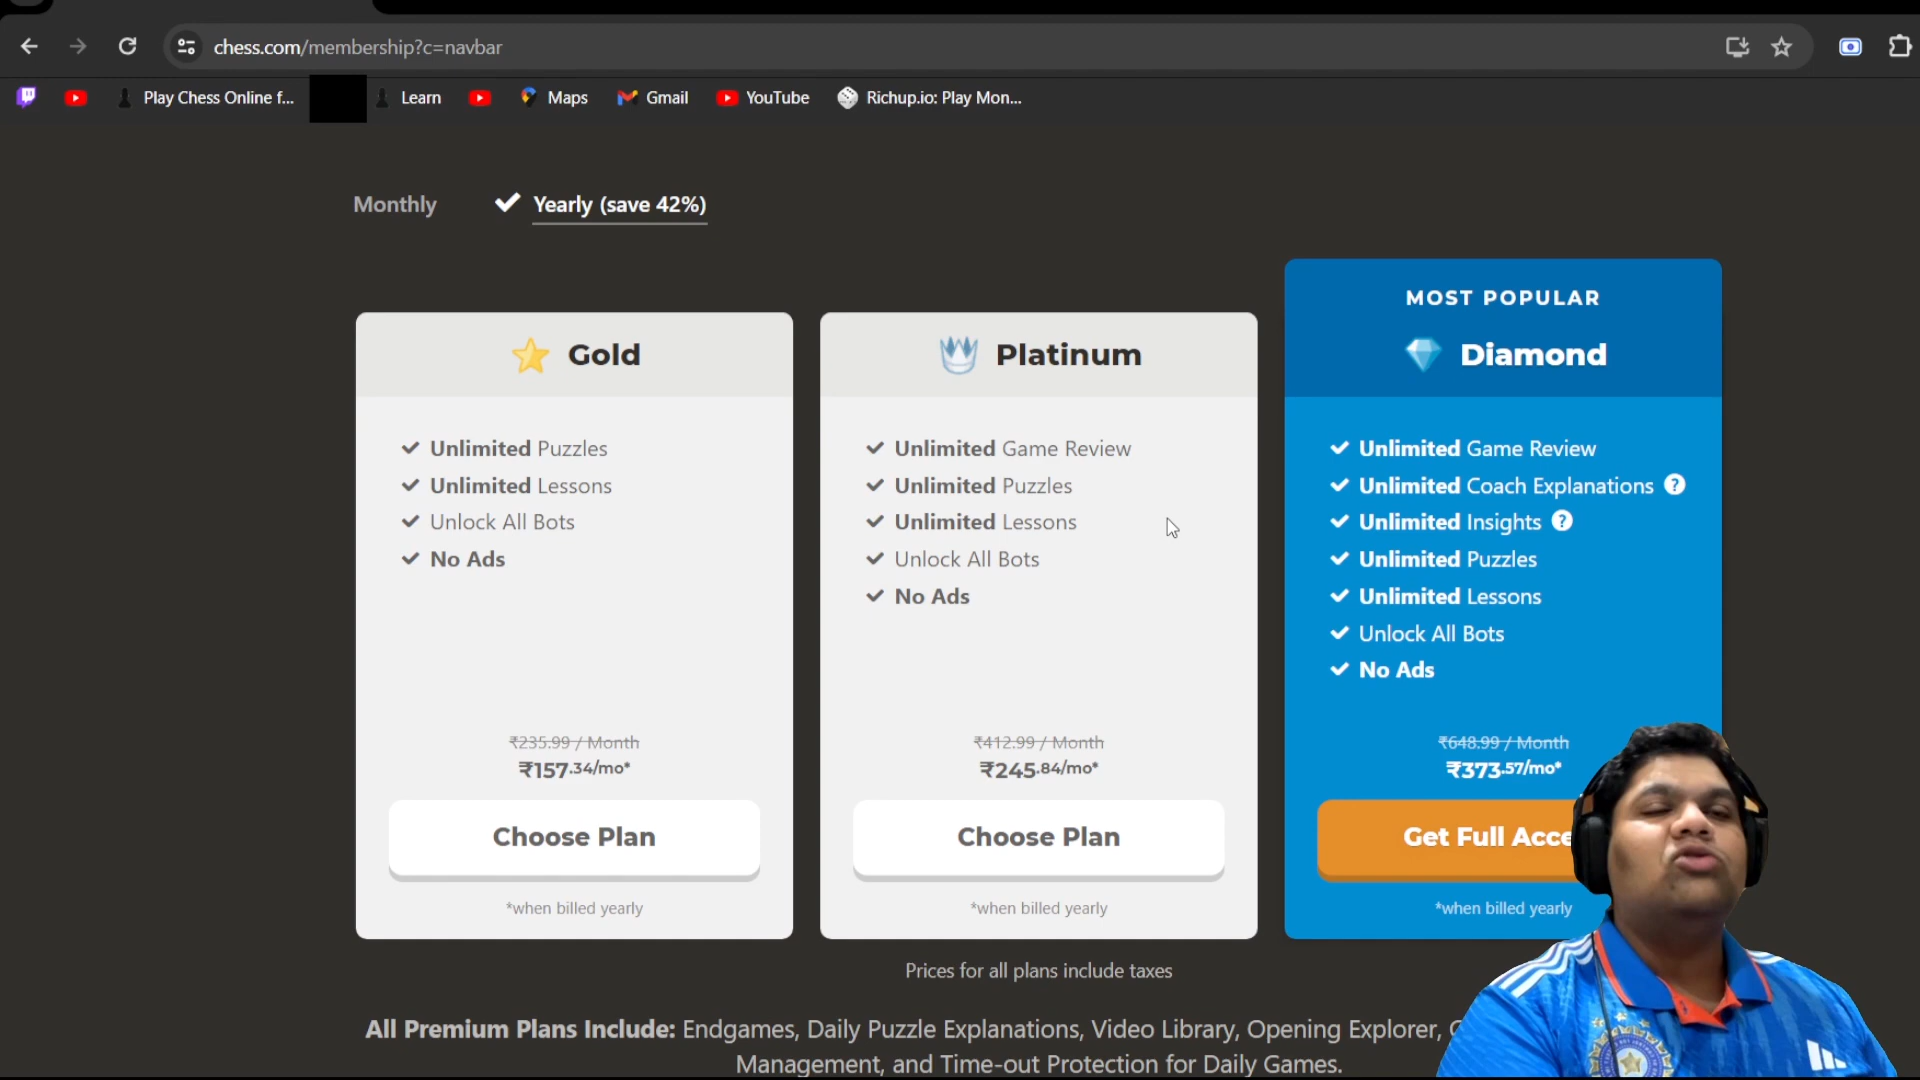 chess.com/membership?c=navbar
Play Chess Online f...
Learn
Maps
Gmail
YouTube
Richup.io: Play Mon...
Monthly
Yearly (save 42%)
MOST POPULAR
Gold
Platinum
Diamond
Unlimited Puzzles
Unlimited Lessons
Unlock All Bots
No Ads
₹235.99 / Month
₹157.34/mo*
Choose Plan
*when billed yearly
Unlimited Game Review
Unlimited Puzzles
Unlimited Lessons
Unlock All Bots
No Ads
₹412.99 / Month
₹245.84/mo*
Choose Plan
*when billed yearly
Unlimited Game Review
Unlimited Coach Explanations ?
Unlimited Insights ?
Unlimited Puzzles
Unlimited Lessons
Unlock All Bots
No Ads
₹648.99 / Month
₹373.57/mo*
Get Full Acce
*when billed yearly
Prices for all plans include taxes
All Premium Plans Include: Endgames, Daily Puzzle Explanations, Video Library, Opening Explorer,
Management, and Time-out Protection for Daily Games.